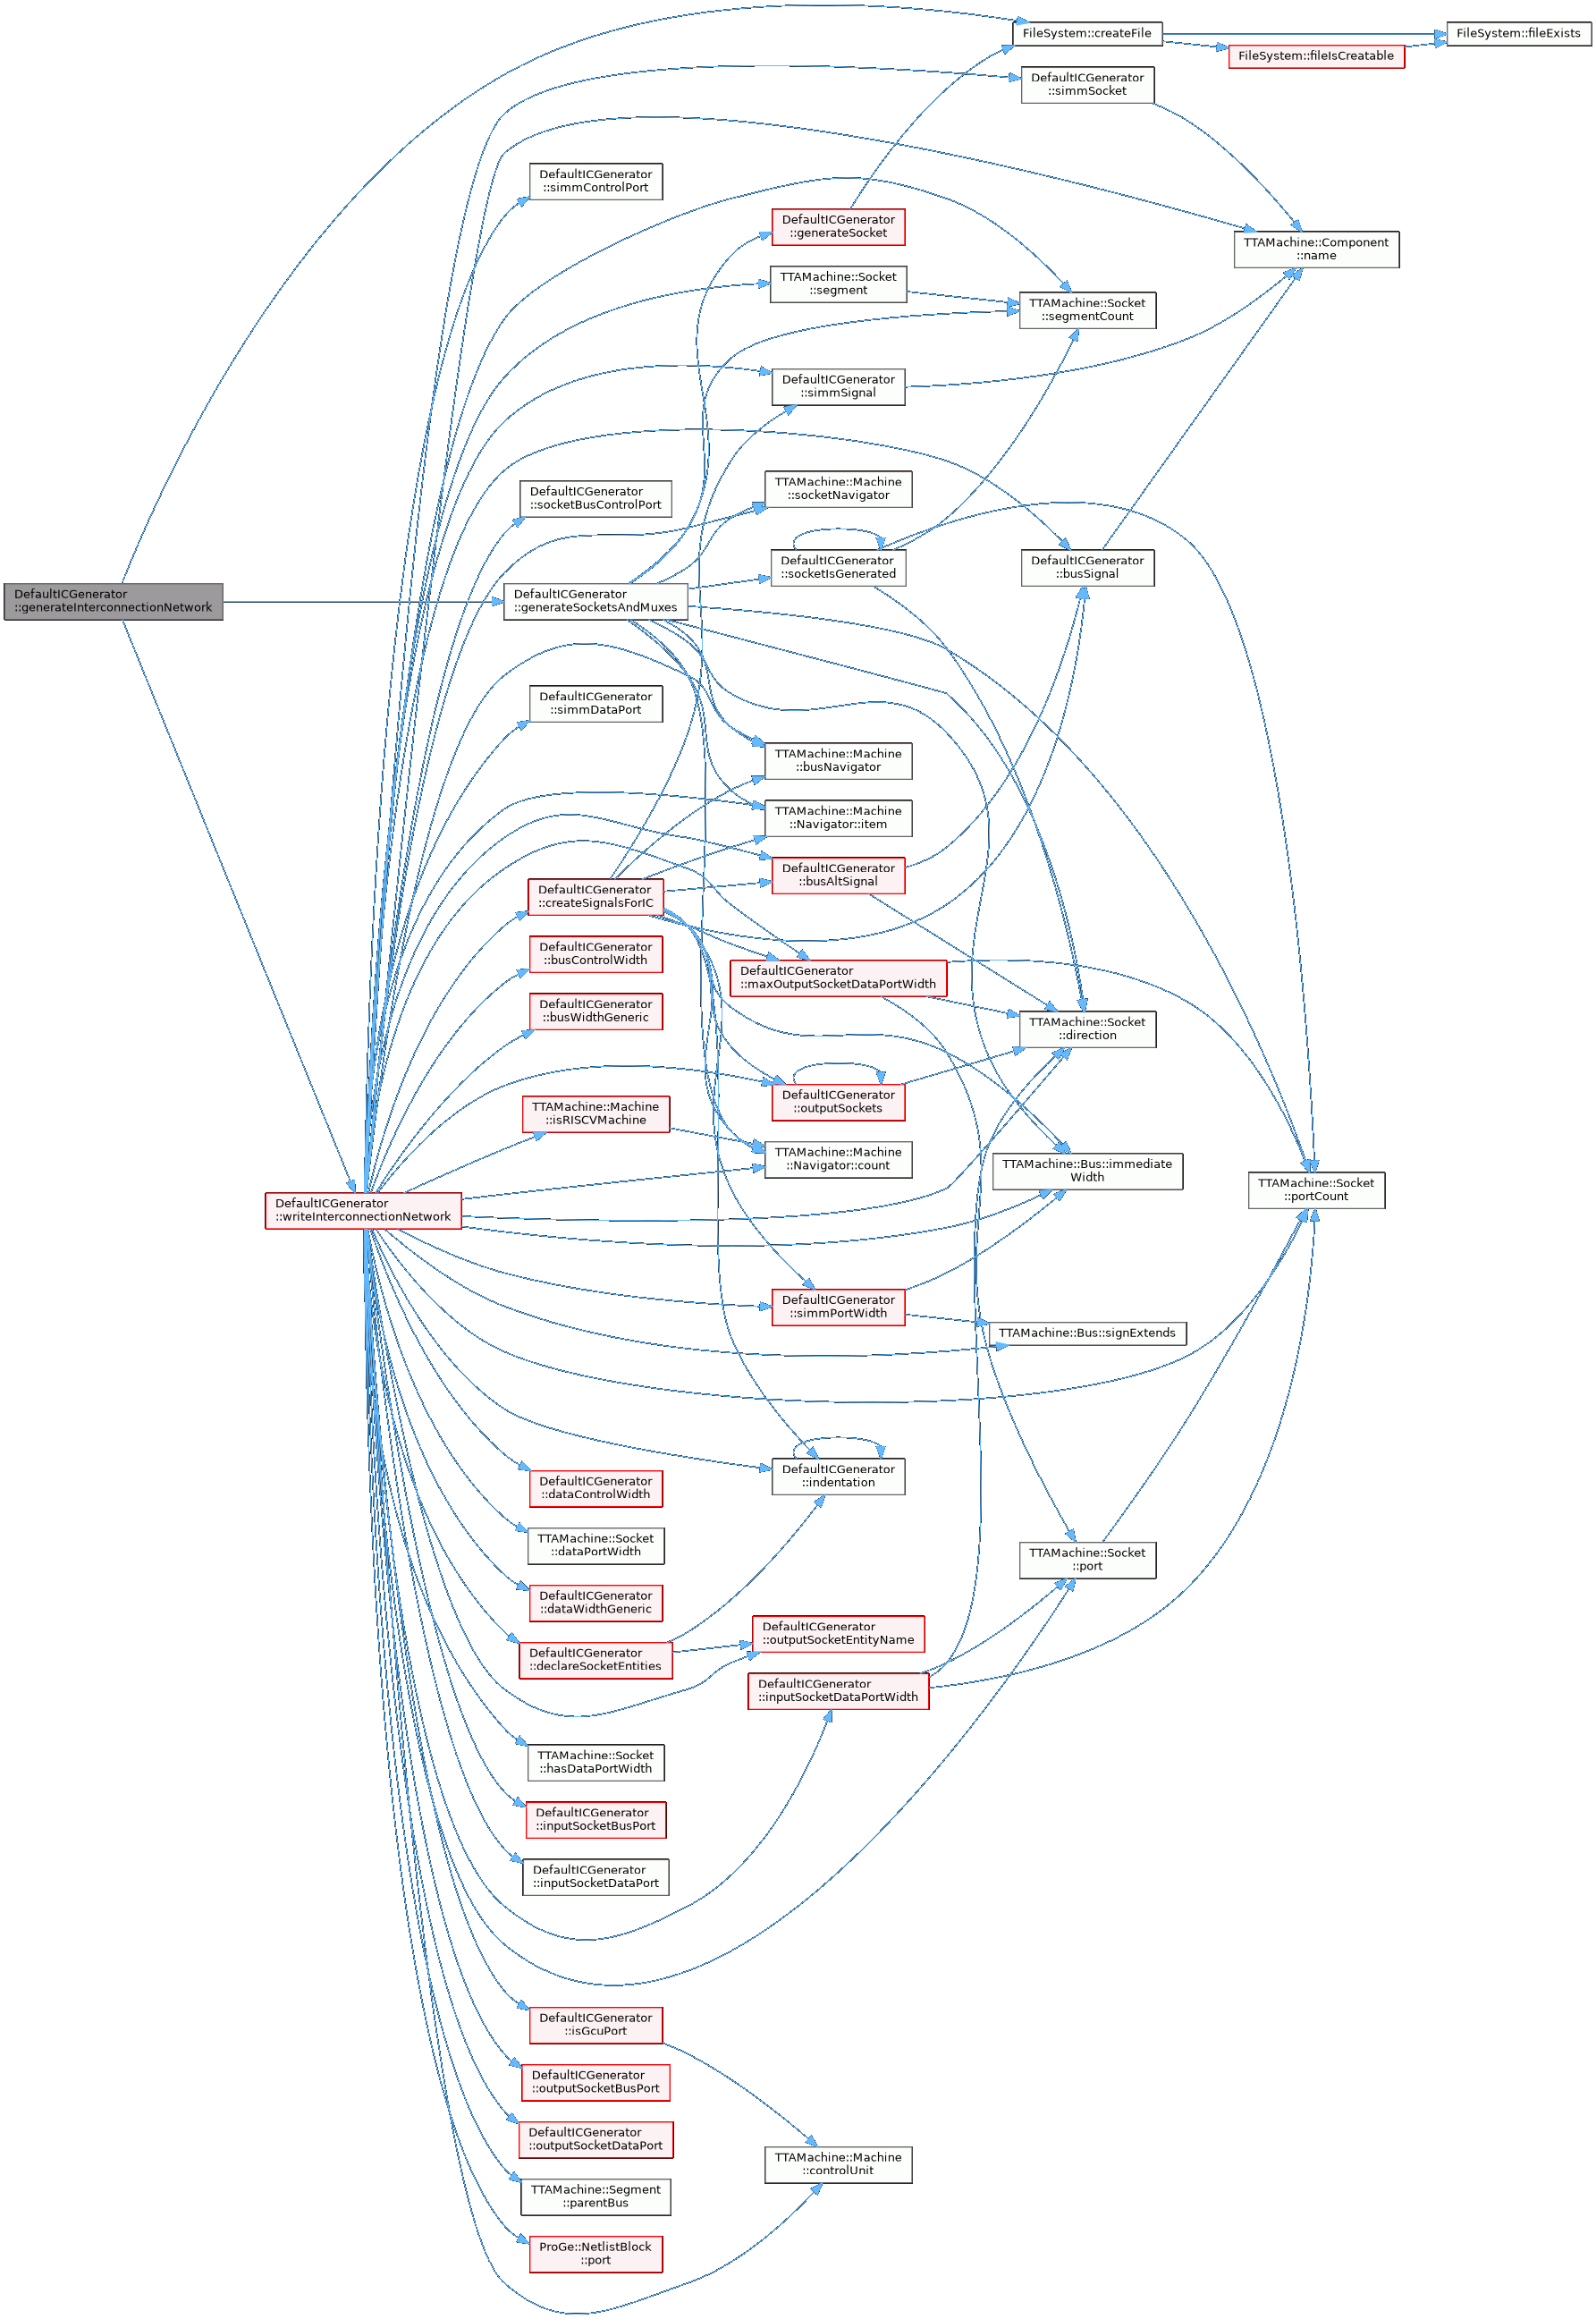 FileSystem::createFile
FileSystem::fileExists
FileSystem::fileIsCreatable
DefaultICGenerator
::simmSocket
DefaultICGenerator
::simmControlPort
DefaultICGenerator
::generateSocket
TTAMachine::Component
::name
TTAMachine::Socket
::segment
TTAMachine::Socket
::segmentCount
DefaultICGenerator
::simmSignal
TTAMachine::Machine
::socketNavigator
DefaultICGenerator
::socketBusControlPort
DefaultICGenerator
::socketIsGenerated
DefaultICGenerator
::busSignal
DefaultICGenerator
::generateInterconnectionNetwork
DefaultICGenerator
::generateSocketsAndMuxes
DefaultICGenerator
::simmDataPort
TTAMachine::Machine
::busNavigator
TTAMachine::Machine
::Navigator::item
DefaultICGenerator
::busAltSignal
DefaultICGenerator
::createSignalsForIC
DefaultICGenerator
::busControlWidth
DefaultICGenerator
::maxOutputSocketDataPortWidth
DefaultICGenerator
::busWidthGeneric
TTAMachine::Socket
::direction
DefaultICGenerator
::outputSockets
TTAMachine::Machine
::isRISCVMachine
TTAMachine::Machine
::Navigator::count
TTAMachine::Bus::immediate
Width
TTAMachine::Socket
::portCount
DefaultICGenerator
::writeInterconnectionNetwork
DefaultICGenerator
::simmPortWidth
TTAMachine::Bus::signExtends
DefaultICGenerator
::indentation
DefaultICGenerator
::dataControlWidth
TTAMachine::Socket
::dataPortWidth
TTAMachine::Socket
::port
DefaultICGenerator
::dataWidthGeneric
DefaultICGenerator
::outputSocketEntityName
DefaultICGenerator
::declareSocketEntities
DefaultICGenerator
::inputSocketDataPortWidth
TTAMachine::Socket
::hasDataPortWidth
DefaultICGenerator
::inputSocketBusPort
DefaultICGenerator
::inputSocketDataPort
DefaultICGenerator
::isGcuPort
DefaultICGenerator
::outputSocketBusPort
DefaultICGenerator
::outputSocketDataPort
TTAMachine::Machine
::controlUnit
TTAMachine::Segment
::parentBus
ProGe::NetlistBlock
::port